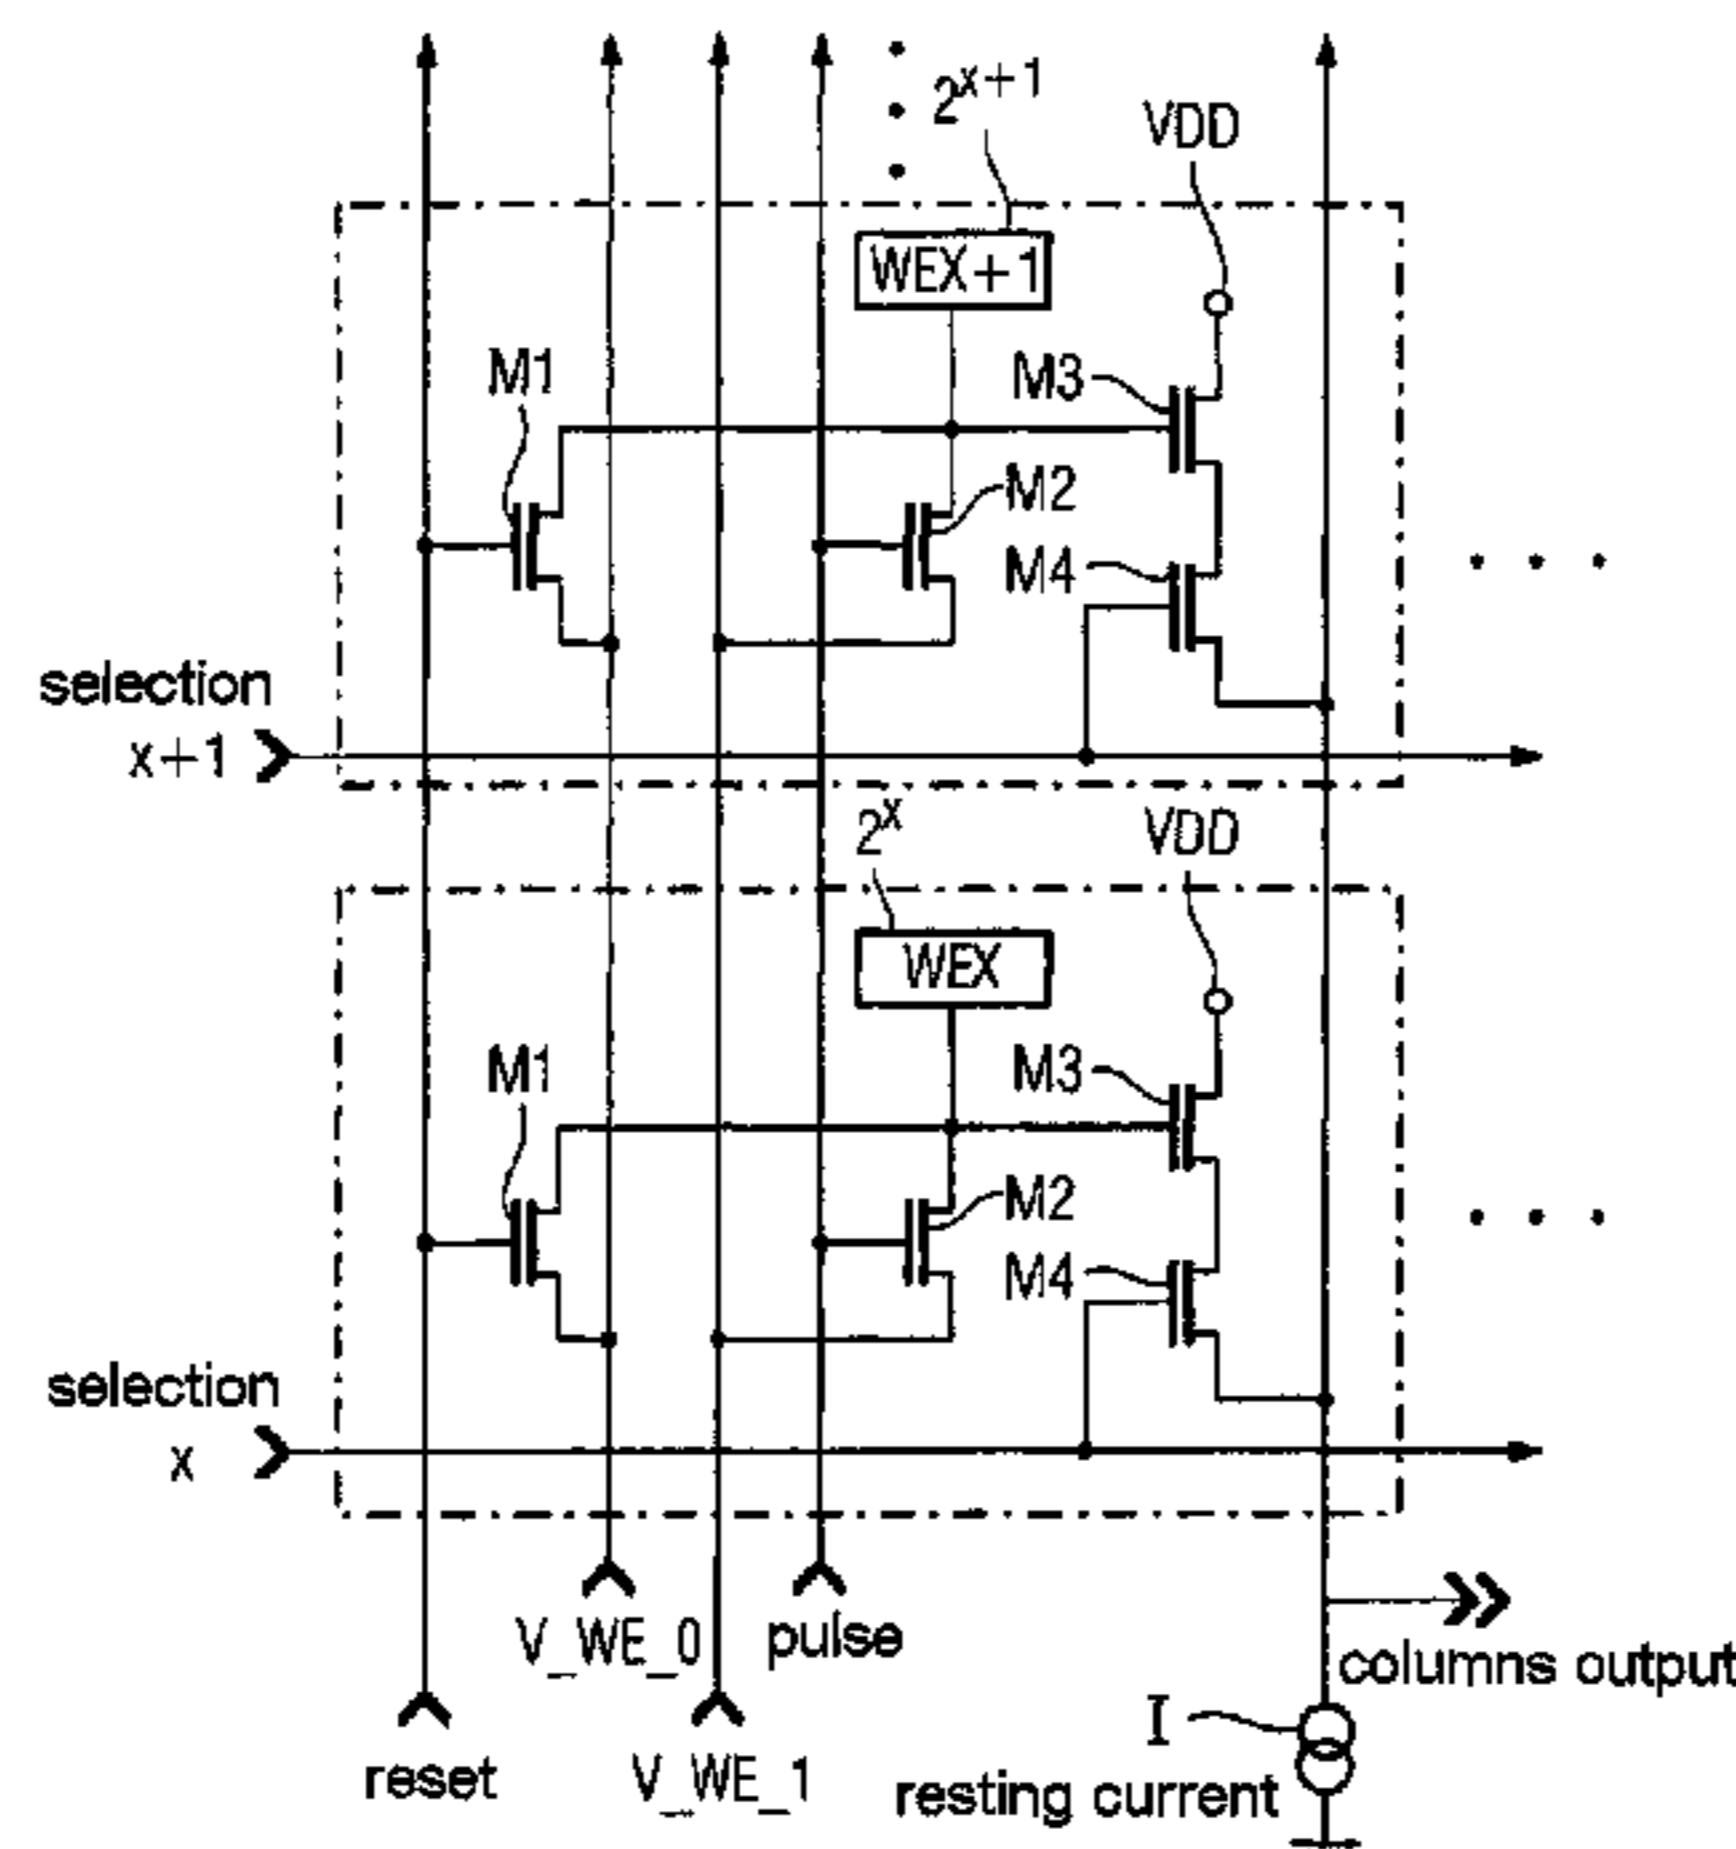 2^x+1
VDD
WEX+1
M1
M3
M2
M4
selection
x+1
2^x
VDD
WEX
M1
M3
M2
M4
selection
x
V_WE_0
pulse
columns output
reset
V_WE_1
I
resting current